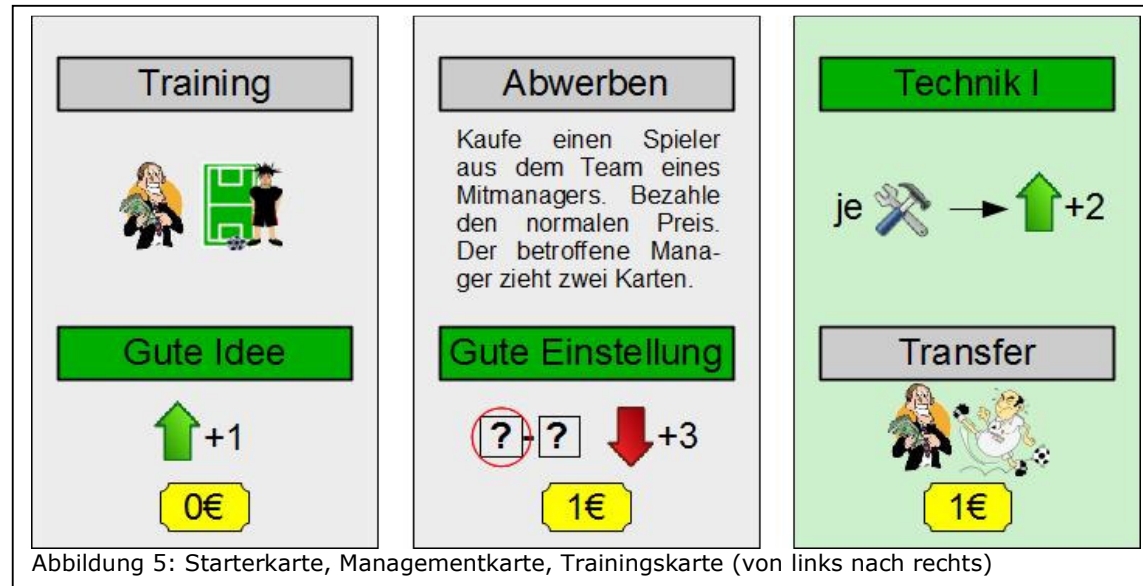 Training
Gute Idee
+1
0€
Abwerben
Kaufe einen Spieler
aus dem Team eines
Mitmanagers. Bezahle
den normalen Preis.
Der betroffene Mana-
ger zieht zwei Karten.
Gute Einstellung
?-? +3
1€
Technik I
je +2
Transfer
1€
Abbildung 5: Starterkarte, Managementkarte, Trainingskarte (von links nach rechts)